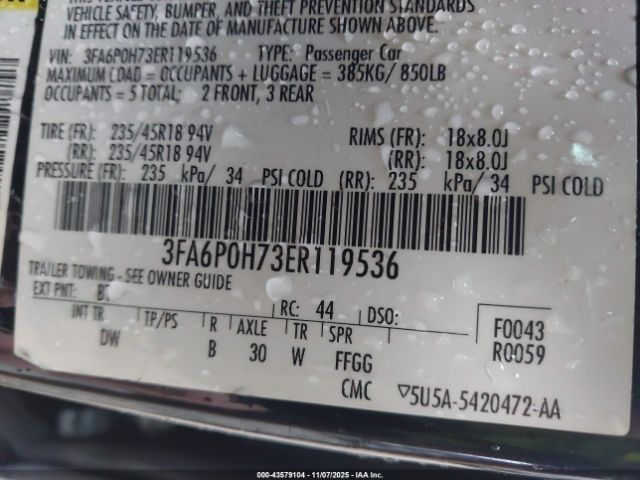 VEHICLE SAFETY, BUMPER, AND THEFT PREVENTION STANDARDS
IN EFFECT ON THE DATE OF MANUFACTURE SHOWN ABOVE.
VIN: 3FA6P0H73ER119536 TYPE: Passenger Car
MAXIMUM LOAD = OCCUPANTS + LUGGAGE = 385KG/ 850LB
OCCUPANTS = 5 TOTAL; 2 FRONT, 3 REAR
TIRE (FR): 235/45R18 94V RIMS (FR): 18x8.0J
(RR): 235/45R18 94V (RR): 18x8.0J
PRESSURE (FR): 235 kPa/ 34 PSI COLD (RR): 235 kPa/ 34 PSI COLD
3FA6P0H73ER119536
TRAILER TOWING - SEE OWNER GUIDE
EXT PNT: RC: 44 DSO:
INT TR TP/PS R AXLE TR SPR F0043
DW B 30 W FFGG R0059
CMC 5U5A-5420472-AA
000-43579104 - 11/07/2025 - IAA Inc.